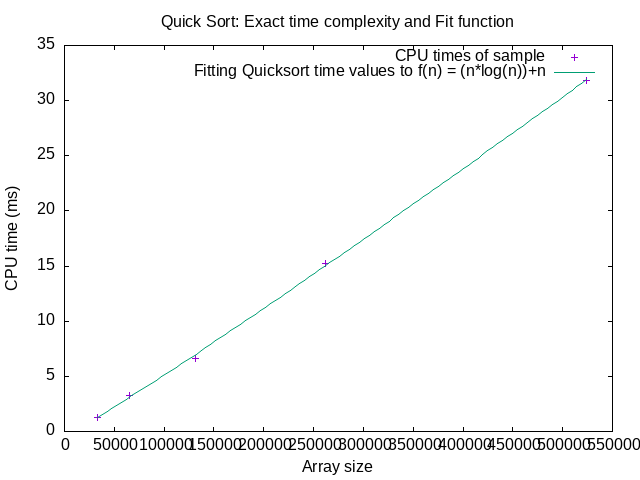 Quick Sort: Exact time complexity and Fit function
CPU times of sample
Fitting Quicksort time values to f(n) = (n*log(n))+n
35
30
25
20
15
10
5
0
CPU time (ms)
0 50000 100000 150000 200000 250000 300000 350000 400000 450000 500000 550000
Array size